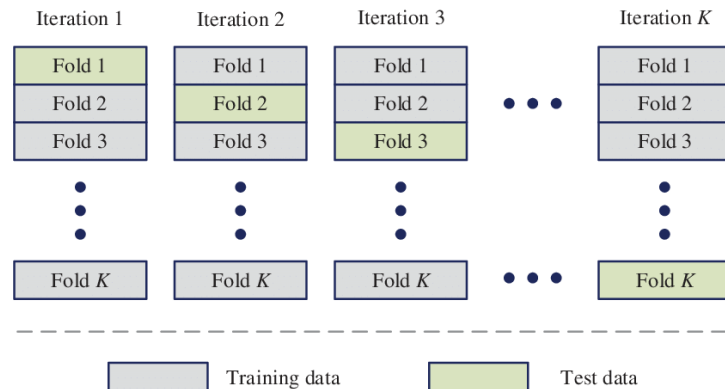 Iteration 1 Iteration 2 Iteration 3 Iteration K
Fold 1 Fold 1 Fold 1 Fold 1
Fold 2 Fold 2 Fold 2 Fold 2
Fold 3 Fold 3 Fold 3 Fold 3
Fold K Fold K Fold K Fold K
Training data Test data